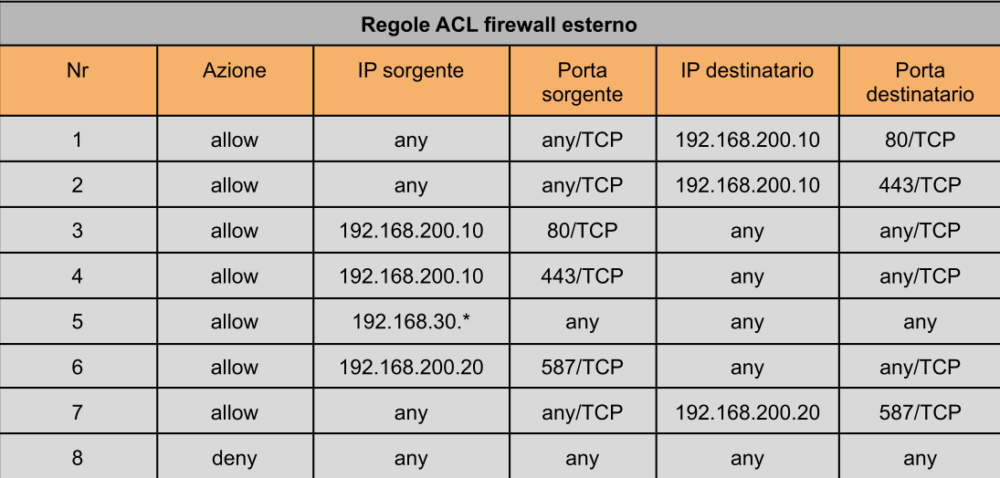 Regole ACL firewall esterno
Nr Azione IP sorgente Porta sorgente IP destinatario Porta destinatario
1 allow any any/TCP 192.168.200.10 80/TCP
2 allow any any/TCP 192.168.200.10 443/TCP
3 allow 192.168.200.10 80/TCP any any/TCP
4 allow 192.168.200.10 443/TCP any any/TCP
5 allow 192.168.30.* any any any
6 allow 192.168.200.20 587/TCP any any/TCP
7 allow any any/TCP 192.168.200.20 587/TCP
8 deny any any any any